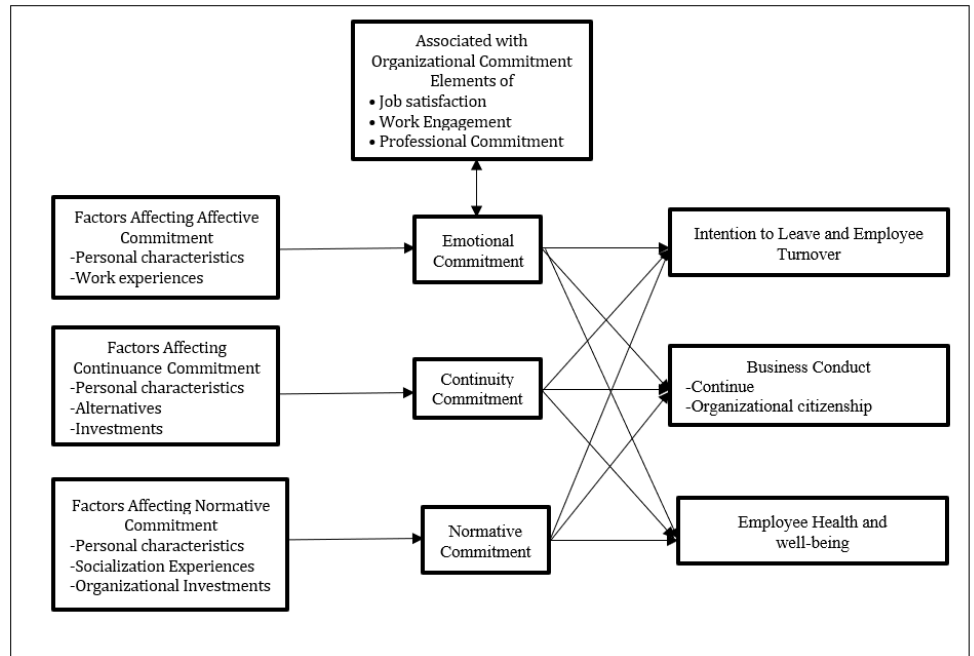 Associated with
Organizational Commitment
Elements of
• Job satisfaction
• Work Engagement
• Professional Commitment
Factors Affecting Affective
Commitment
-Personal characteristics
-Work experiences
Emotional
Commitment
Intention to Leave and Employee
Turnover
Factors Affecting
Continuance Commitment
-Personal characteristics
-Alternatives
-Investments
Continuity
Commitment
Business Conduct
-Continue
-Organizational citizenship
Factors Affecting Normative
Commitment
-Personal characteristics
-Socialization Experiences
-Organizational Investments
Normative
Commitment
Employee Health and
well-being